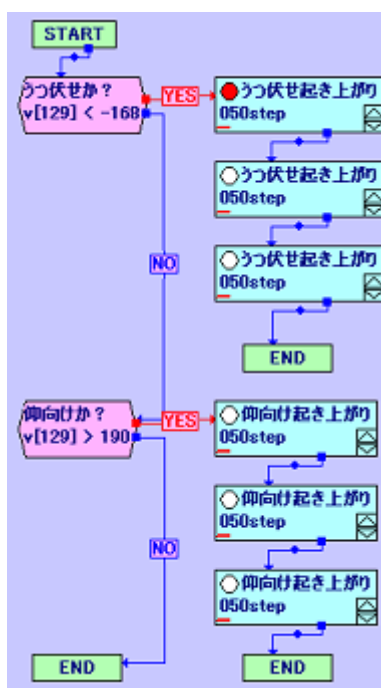 START
うつ伏せか？
v[129] < -168
YES
うつ伏せ起き上がり
050step
うつ伏せ起き上がり
050step
うつ伏せ起き上がり
050step
NO
END
仰向けか？
v[129] > 190
YES
仰向け起き上がり
050step
仰向け起き上がり
050step
NO
仰向け起き上がり
050step
END
END